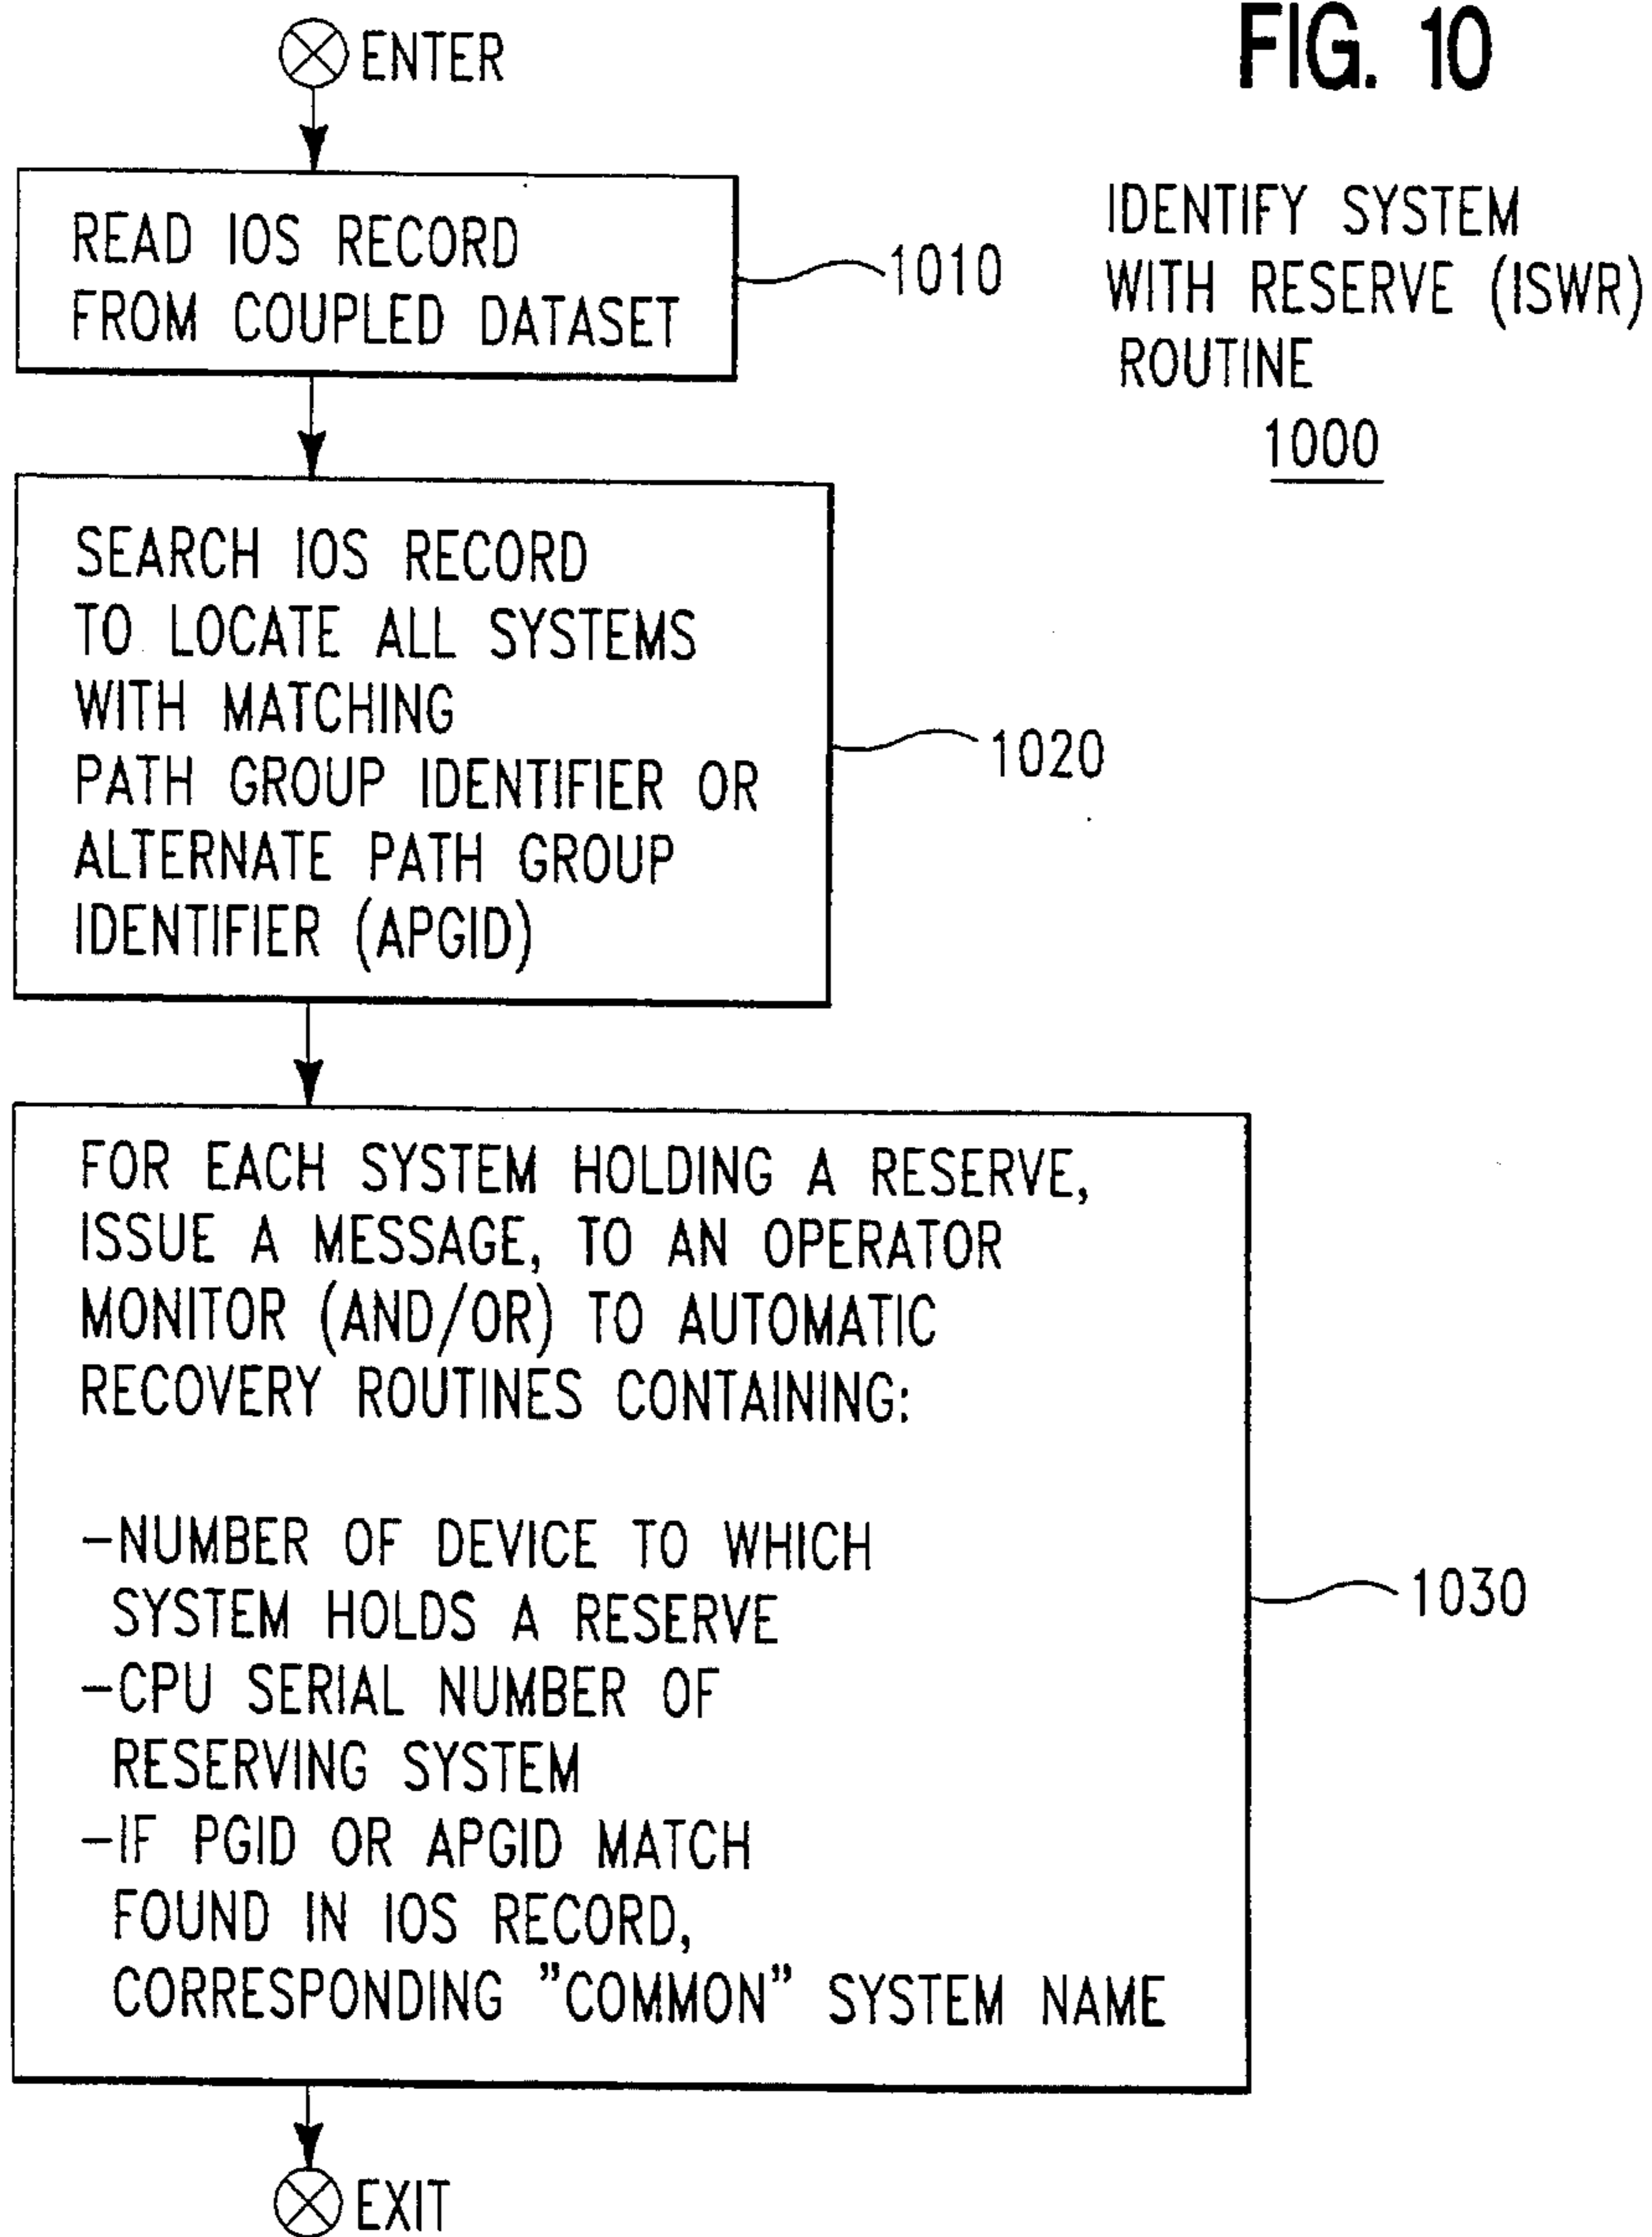 FIG. 10
ENTER
IDENTIFY SYSTEM
WITH RESERVE (ISWR)
ROUTINE
1000
READ IOS RECORD
FROM COUPLED DATASET
1010
SEARCH IOS RECORD
TO LOCATE ALL SYSTEMS
WITH MATCHING
PATH GROUP IDENTIFIER OR
ALTERNATE PATH GROUP
IDENTIFIER (APGID)
1020
FOR EACH SYSTEM HOLDING A RESERVE,
ISSUE A MESSAGE, TO AN OPERATOR
MONITOR (AND/OR) TO AUTOMATIC
RECOVERY ROUTINES CONTAINING:
-NUMBER OF DEVICE TO WHICH
SYSTEM HOLDS A RESERVE
-CPU SERIAL NUMBER OF
RESERVING SYSTEM
-IF PGID OR APGID MATCH
FOUND IN IOS RECORD,
CORRESPONDING "COMMON" SYSTEM NAME
1030
EXIT